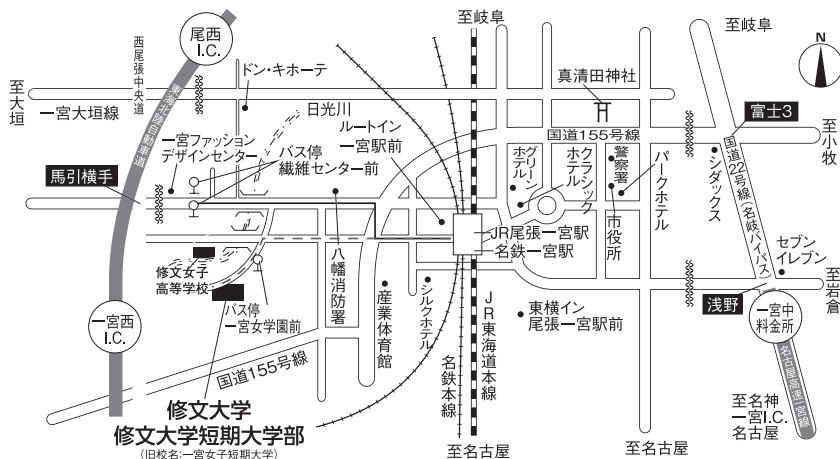 至岐阜
至岐阜
N
尾西
I.C.
西尾張中央道
ドン・キホーテ
真清田神社
至大垣
一宮大垣線
東海北陸自動車道
日光川
富士3
国道155号線
至小牧
ルートイン
一宮駅前
一宮ファッション
デザインセンター
バス停
繊維センター前
グリーン
ホテル
クラシック
ホテル
警察署
パークホテル
シダックス
国道22号線(名岐バイパス)
馬引横手
JR尾張一宮駅
名鉄一宮駅
市役所
セブン
イレブン
修文女子
高等学校
八幡消防署
至岩倉
浅野
バス停
一宮女学園前
産業体育館
シルクホテル
東横イン
尾張一宮駅前
一宮中
料金所
一宮西
I.C.
国道155号線
名鉄本線
JR東海道本線
名古屋高速一宮線
修文大学
修文大学短期大学部
(旧校名:一宮女子短期大学)
至名古屋
至名古屋
至名神
一宮I.C.
名古屋